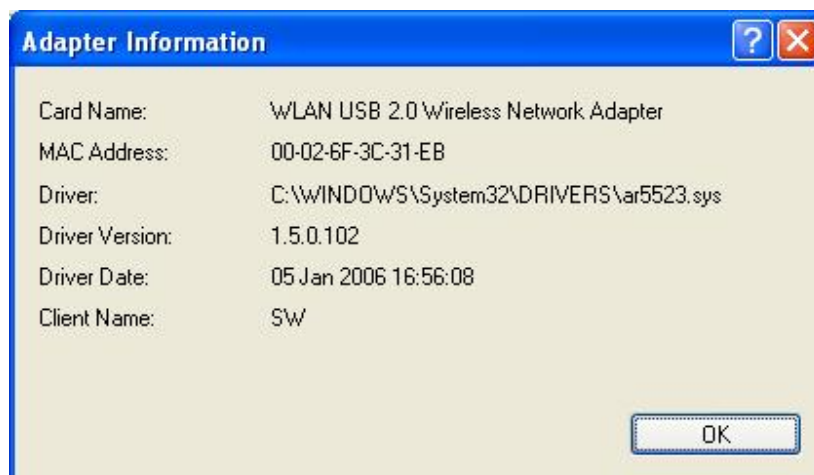 Adapter Information
Card Name: WLAN USB 2.0 Wireless Network Adapter
MAC Address: 00-02-6F-3C-31-EB
Driver: C:\WINDOWS\System32\DRIVERS\ar5523.sys
Driver Version: 1.5.0.102
Driver Date: 05 Jan 2006 16:56:08
Client Name: SW
OK